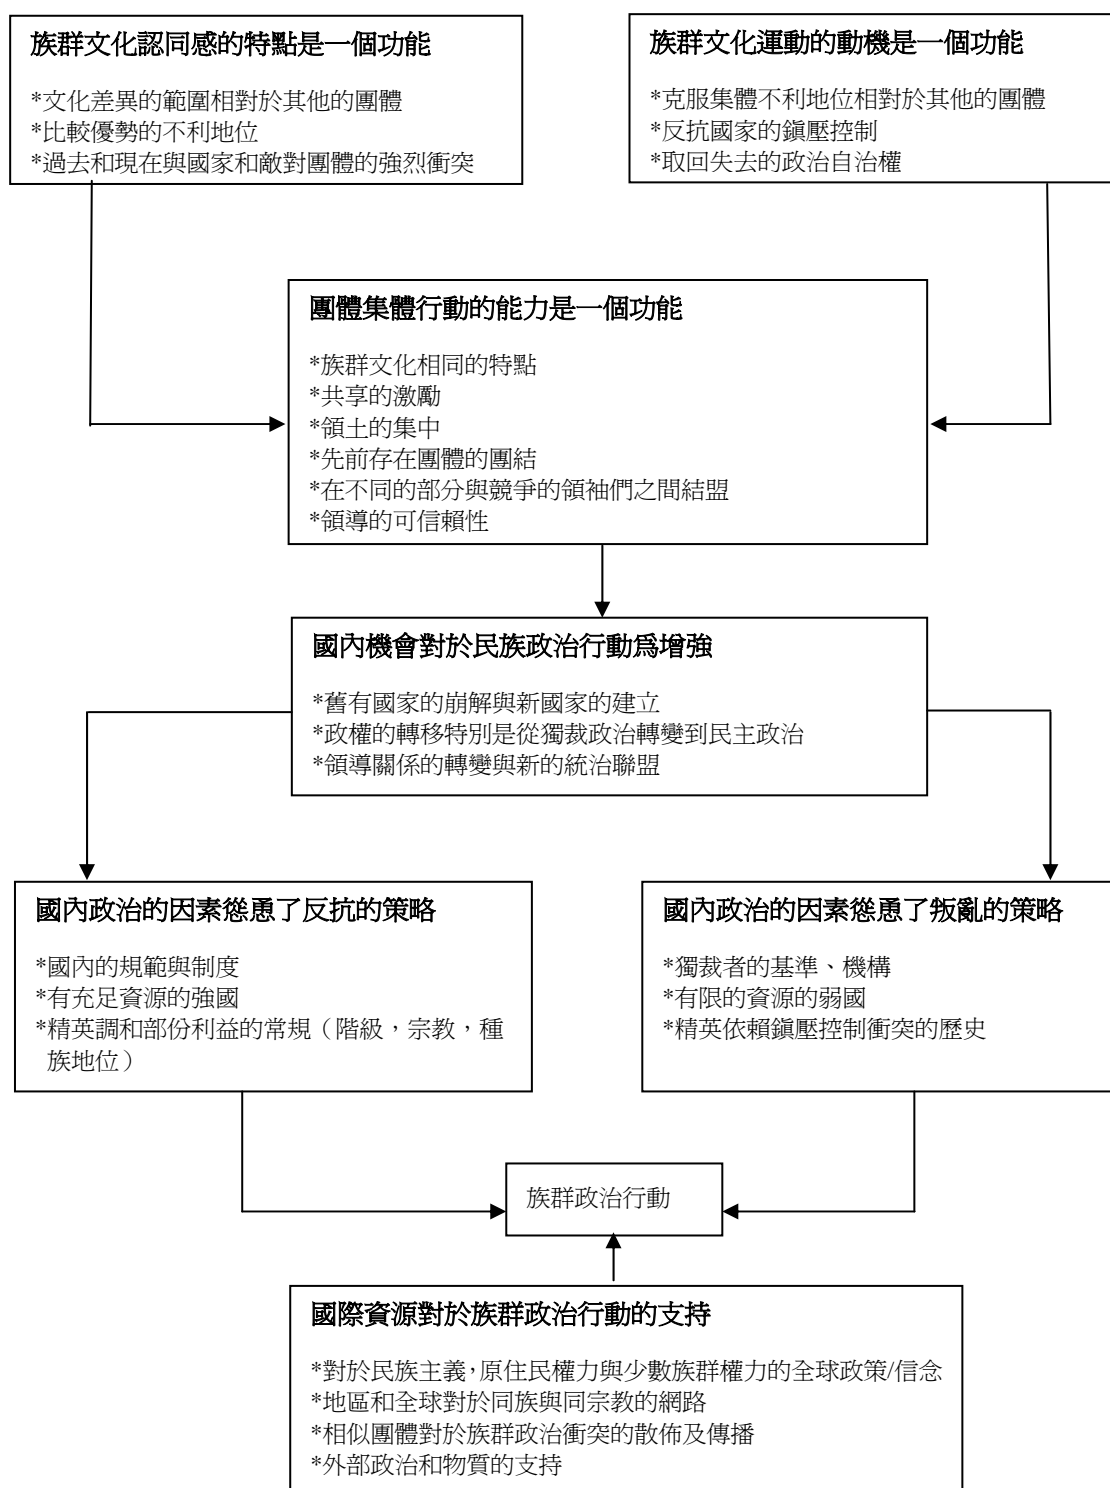 族群文化認同感的特點是一個功能
*文化差異的範圍相對於其他的團體
*比較優勢的不利地位
*過去和現在與國家和敵對團體的強烈衝突
族群文化運動的動機是一個功能
*克服集體不利地位相對於其他的團體
*反抗國家的鎮壓控制
*取回失去的政治自治權
團體集體行動的能力是一個功能
*族群文化相同的特點
*共享的激勵
*領土的集中
*先前存在團體的團結
*在不同的部分與競爭的領袖們之間結盟
*領導的可信賴性
國內機會對於民族政治行動為增強
*舊有國家的崩解與新國家的建立
*政權的轉移特別是從獨裁政治轉變到民主政治
*領導關係的轉變與新的統治聯盟
國內政治的因素慫恿了反抗的策略
*國內的規範與制度
*有充足資源的強國
*精英調和部份利益的常規（階級，宗教，種
族地位）
國內政治的因素慫恿了叛亂的策略
*獨裁者的基準、機構
*有限的資源的弱國
*精英依賴鎮壓控制衝突的歷史
族群政治行動
國際資源對於族群政治行動的支持
*對於民族主義，原住民權力與少數族群權力的全球政策/信念
*地區和全球對於同族與同宗教的網路
*相似團體對於族群政治衝突的散佈及傳播
*外部政治和物質的支持